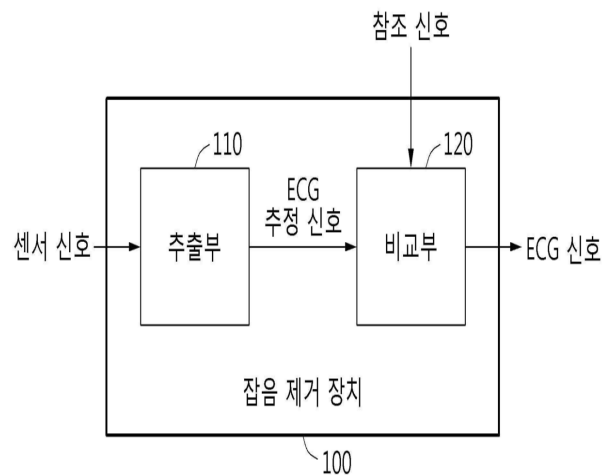 참조 신호
110
120
ECG
추정 신호
센서 신호
추출부
비교부
ECG 신호
잡음 제거 장치
100